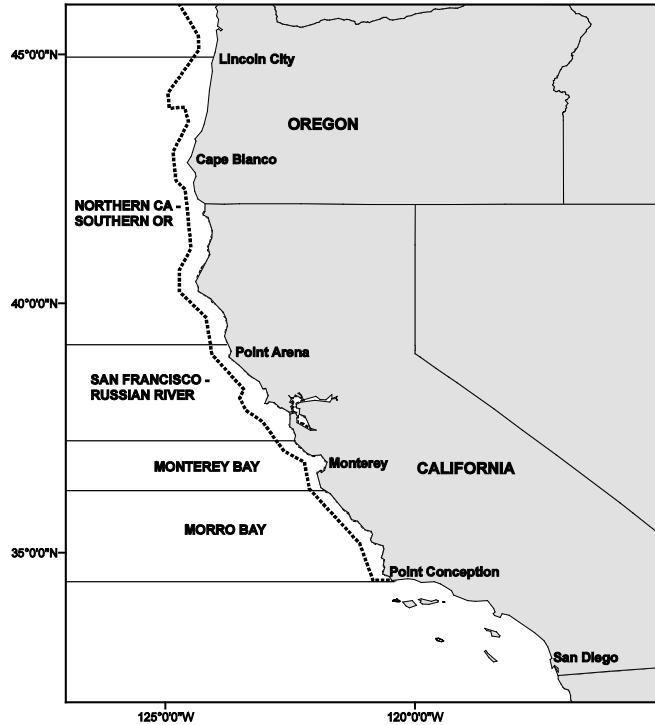 45°0'0"N
Lincoln City
OREGON
Cape Blanco
NORTHERN CA -
SOUTHERN OR
40°0'0"N
Point Arena
SAN FRANCISCO -
RUSSIAN RIVER
MONTEREY BAY
Monterey
CALIFORNIA
MORRO BAY
35°0'0"N
Point Conception
San Diego
125°0'0"W
120°0'0"W